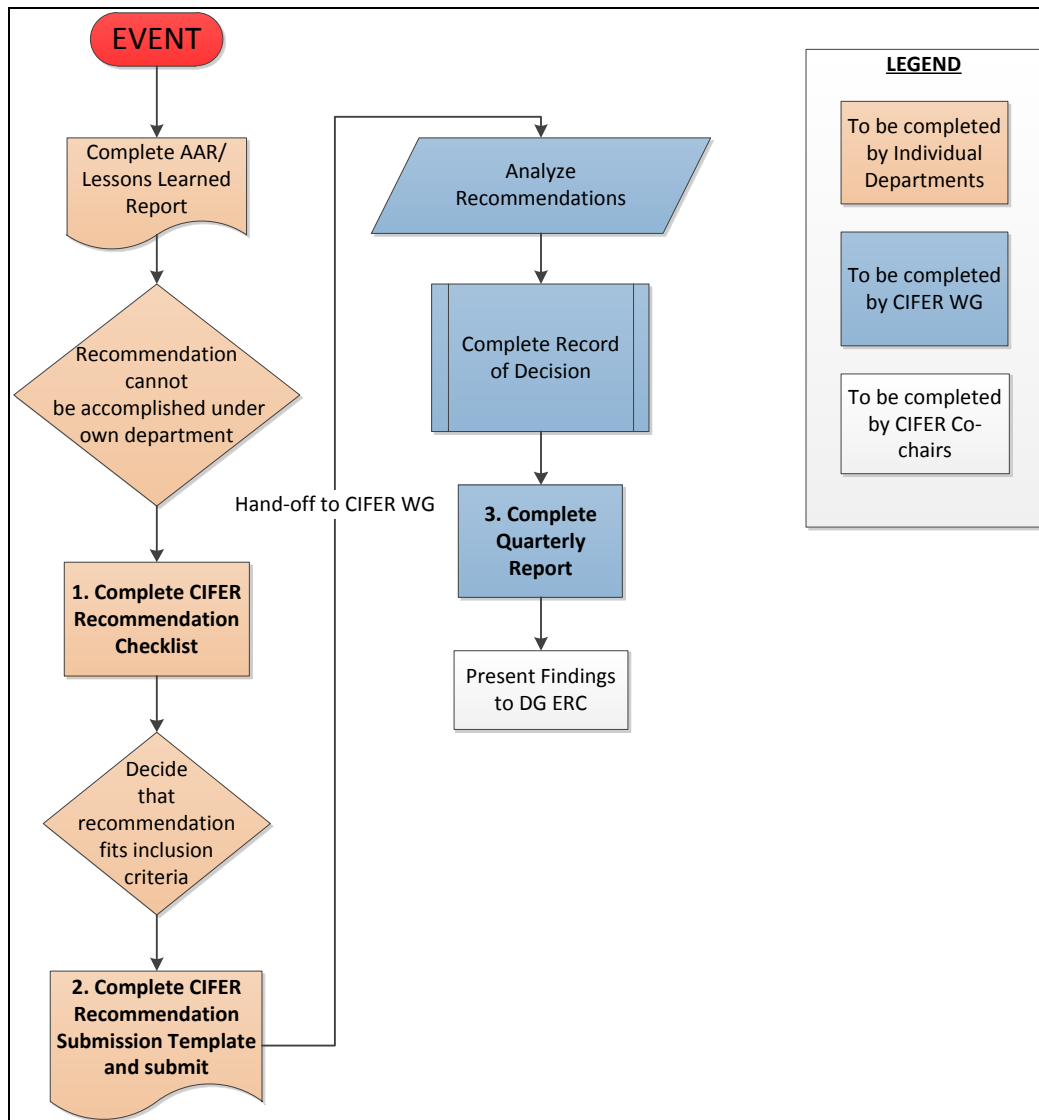 EVENT
Complete AAR/
Lessons Learned
Report
Recommendation
cannot
be accomplished under
own department
1. Complete CIFER
Recommendation
Checklist
Decide
that
recommendation
fits inclusion
criteria
2. Complete CIFER
Recommendation
Submission Template
and submit
Hand-off to CIFER WG
Analyze
Recommendations
Complete Record
of Decision
3. Complete
Quarterly
Report
Present Findings
to DG ERC
LEGEND
To be completed
by Individual
Departments
To be completed
by CIFER WG
To be completed
by CIFER Co-
chairs